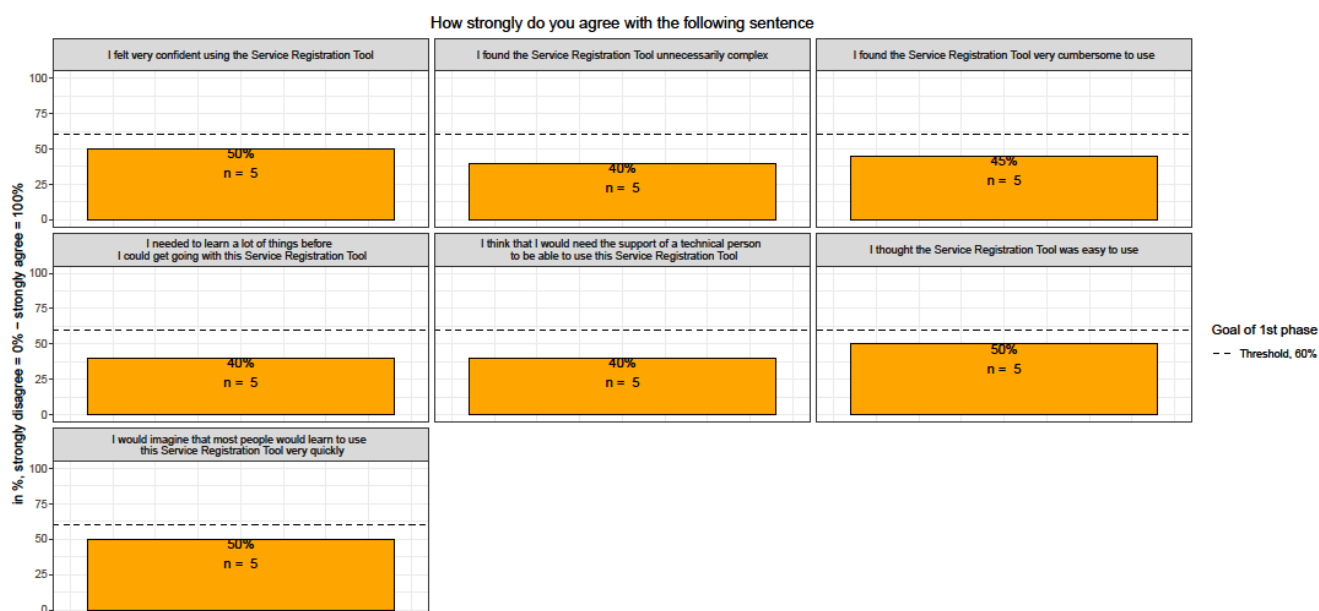 How strongly do you agree with the following sentence
I felt very confident using the Service Registration Tool
I found the Service Registration Tool unnecessarily complex
I found the Service Registration Tool very cumbersome to use
100
75
50
25
0
50%
n = 5
40%
n = 5
45%
n = 5
I needed to learn a lot of things before
I could get going with this Service Registration Tool
I think that I would need the support of a technical person
to be able to use this Service Registration Tool
I thought the Service Registration Tool was easy to use
100
75
50
25
0
40%
n = 5
40%
n = 5
50%
n = 5
I would imagine that most people would learn to use
this Service Registration Tool very quickly
100
75
50
25
0
50%
n = 5
in %, strongly disagree = 0% − strongly agree = 100%
Goal of 1st phase
Threshold, 60%